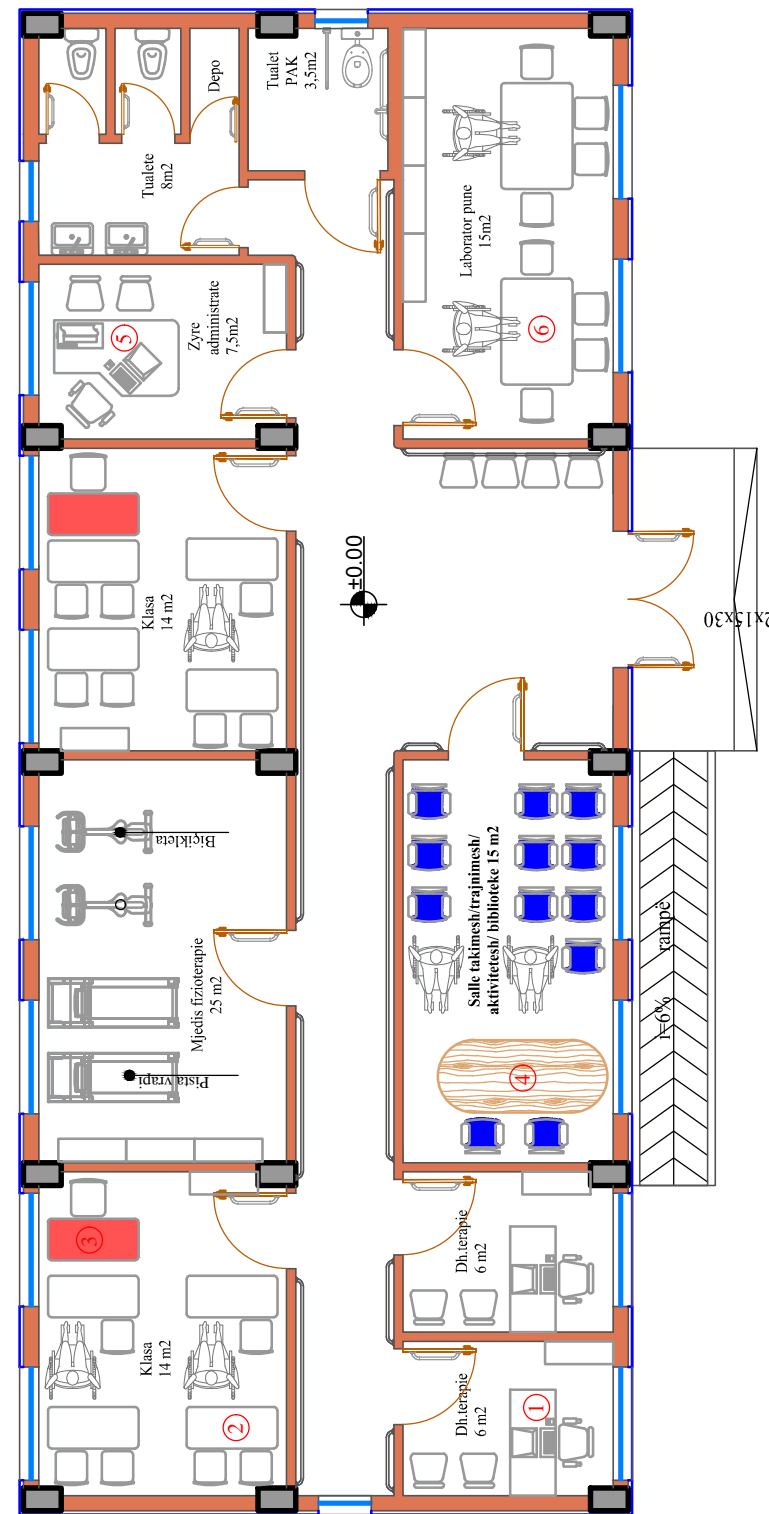 Depo
Tualet
PAK
3,5m2
Tualete
8m2
Laborator pune
15m2
Zyre
administrate
7,5m2
5
6
Klasa
14 m2
±0.00
2x15x30
Biçikleta
Salle takimesh/trajnimesh/
aktivitetesh/ biblioteke 15 m2
rampë
i=6%
Mjedis fizioterapie
25 m2
Pista vrapi
4
3
Dh.terapie
6 m2
Klasa
14 m2
2
Dh.terapie
6 m2
1